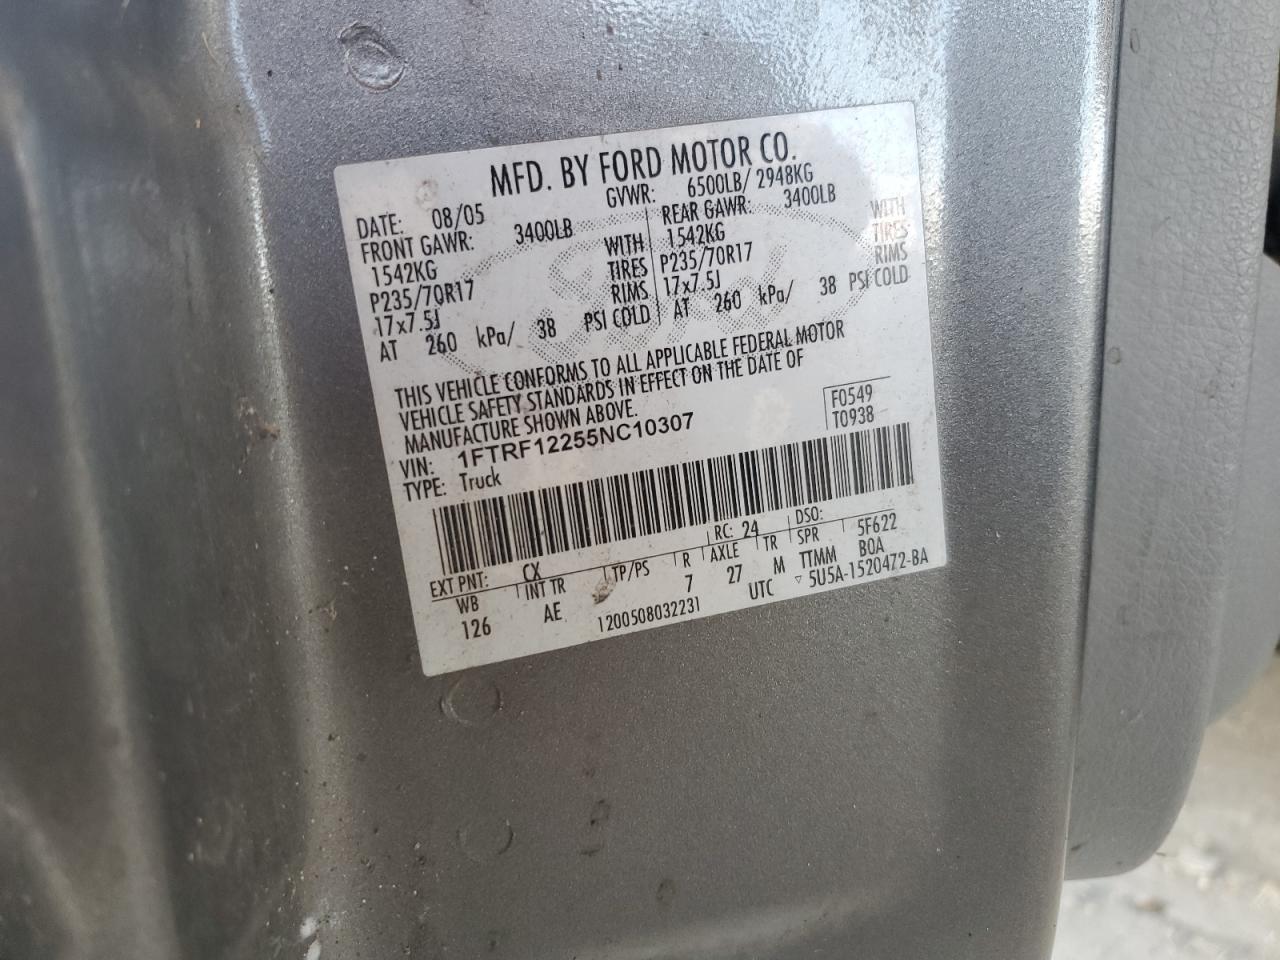 MFD. BY FORD MOTOR CO.
DATE: 08/05 GVWR: 6500LB/ 2948KG
FRONT GAWR: 3400LB REAR GAWR: 3400LB
1542KG WITH 1542KG WITH
P235/70R17 TIRES P235/70R17 TIRES
17x7.5J RIMS 17x7.5J RIMS
AT 260 kPa/ 38 PSI COLD AT 260 kPa/ 38 PSI COLD
THIS VEHICLE CONFORMS TO ALL APPLICABLE FEDERAL MOTOR
VEHICLE SAFETY STANDARDS IN EFFECT ON THE DATE OF
MANUFACTURE SHOWN ABOVE.
VIN: 1FTRF12255NC10307 F0549
TYPE: Truck T0938
EXT PNT: CX RC: 24 DSO:
WB INT TR TP/PS R AXLE TR SPR 5F622
126 AE 7 27 M TTMM BOA
1200508032231 UTC ▽ 5U5A-1520472-BA